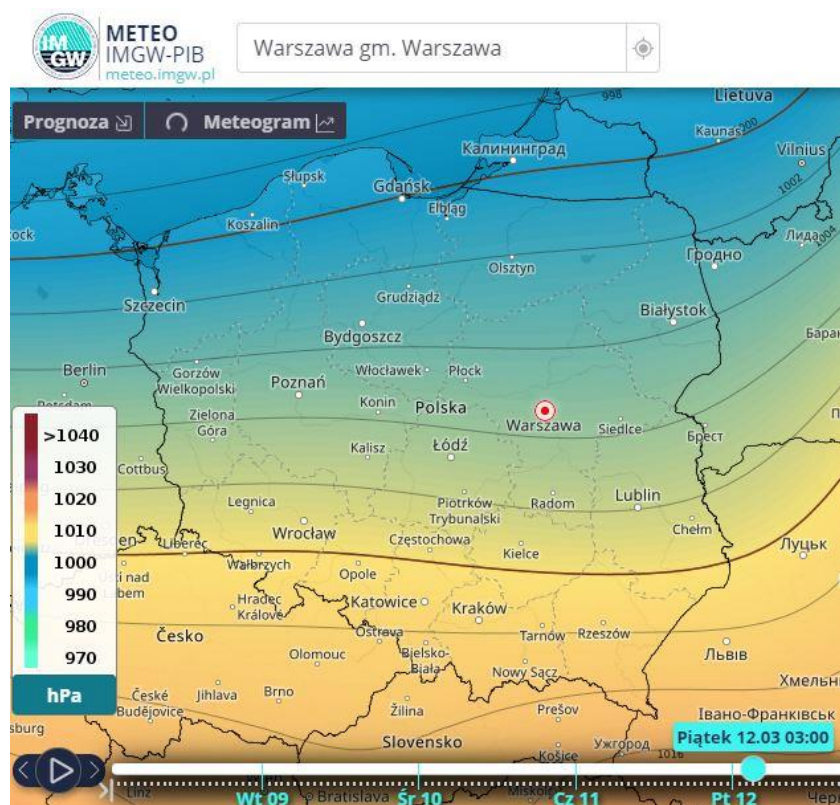 IM
GW
METEO
IMGW-PIB
meteo.imgw.pl
Warszawa gm. Warszawa
Prognoza
Meteogram
998
Lietuva
Kaunas
Vilnius
Калининград
1002
Słupsk
Gdańsk
Elbląg
Koszalin
Лида
1004
Гродно
Olsztyn
Szczecin
Grudziądz
Białystok
Bydgoszcz
Berlin
Gorzów
Wielkopolski
Włocławek
Płock
Poznań
Konin
Polska
Zielona
Góra
Warszawa
Siedlce
Брест
Kalisz
Łódź
>1040
1030
1020
1010
1000
990
980
970
hPa
Cottbus
Legnica
Piotrków
Trybunalski
Radom
Lublin
Wrocław
Chełm
Częstochowa
Луцьк
Liberec
Wałbrzych
Kielce
Opole
Hradec
Králové
Katowice
Kraków
Česko
Ostrava
Tarnów
Rzeszów
Olomouc
Bielsko-
Biała
Львів
Nowy Sącz
České
Budějovice
Jihlava
Brno
Žilina
Prešov
Івано-Франківськ
Slovensko
Košice
Ужгород
1016
Piątek 12.03 03:00
Linz
Bratislava
Wt 09
Śr 10
Cz 11
Pt 12